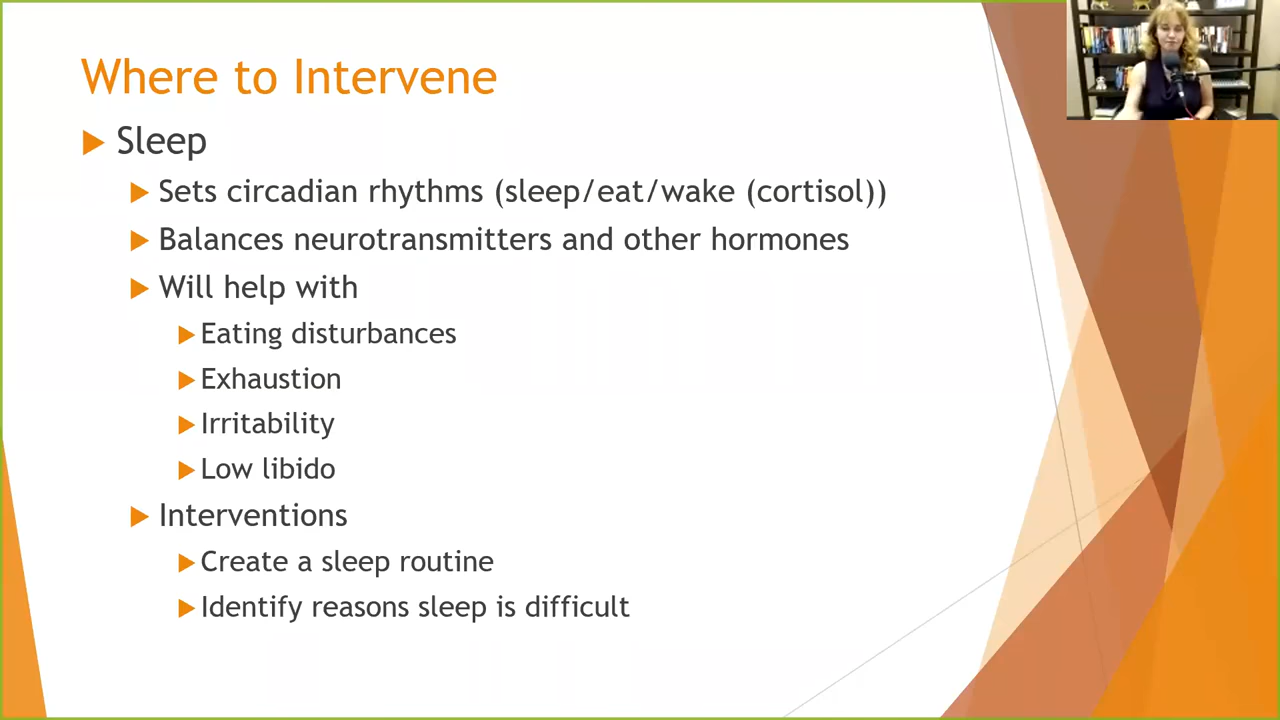 Where to Intervene
Sleep
Sets circadian rhythms (sleep/eat/wake (cortisol))
Balances neurotransmitters and other hormones
Will help with
Eating disturbances
Exhaustion
Irritability
Low libido
Interventions
Create a sleep routine
Identify reasons sleep is difficult